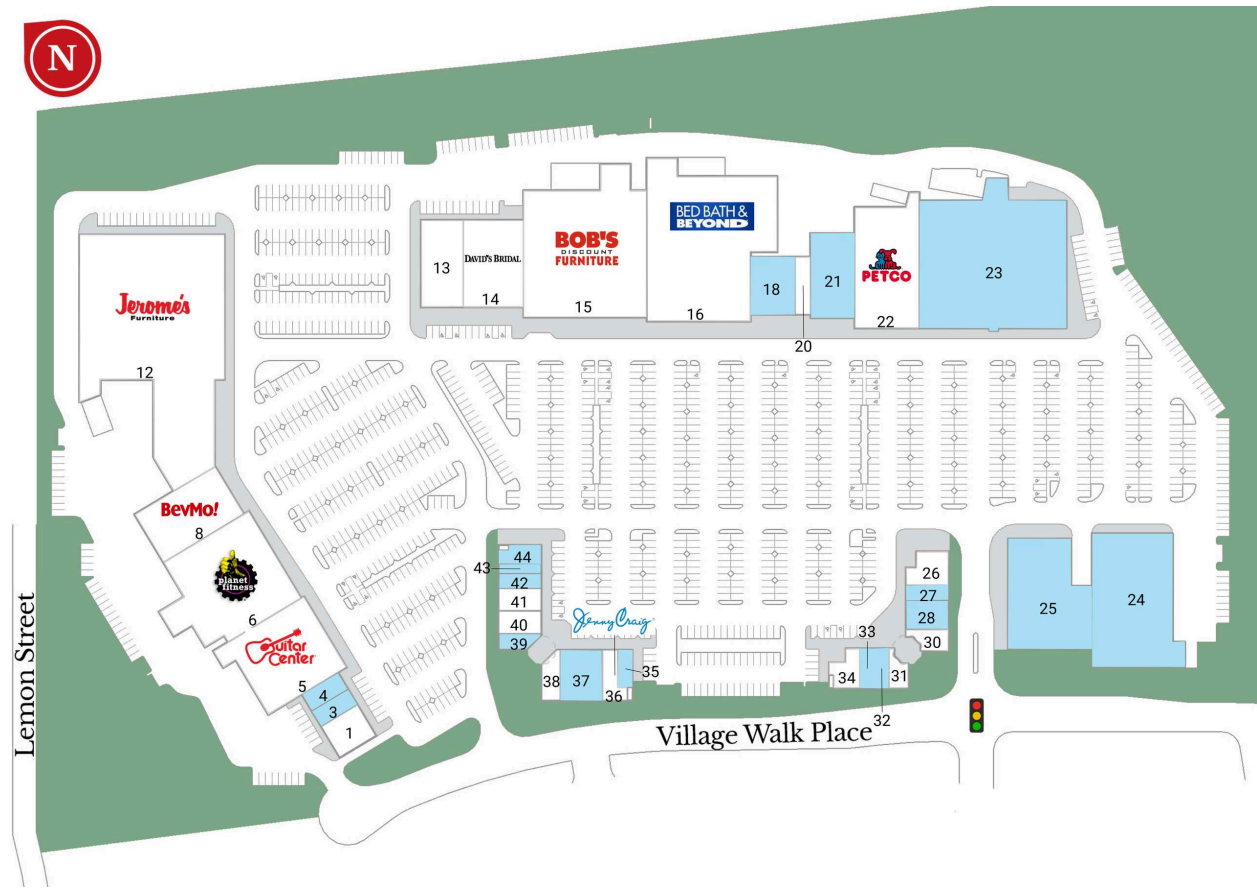 N
BED BATH &
BEYOND
BOB'S
DISCOUNT
FURNITURE
DAVID'S BRIDAL
PETCO
13
14
15
16
18
20
21
22
23
Jerome's
Furniture
12
BevMo!
8
planet
fitness
6
Guitar
Center
5
4
3
1
44
43
42
41
40
39
Jenny Craig
38
37
36
35
33
34
32
31
26
27
28
30
25
24
Lemon Street
Village Walk Place